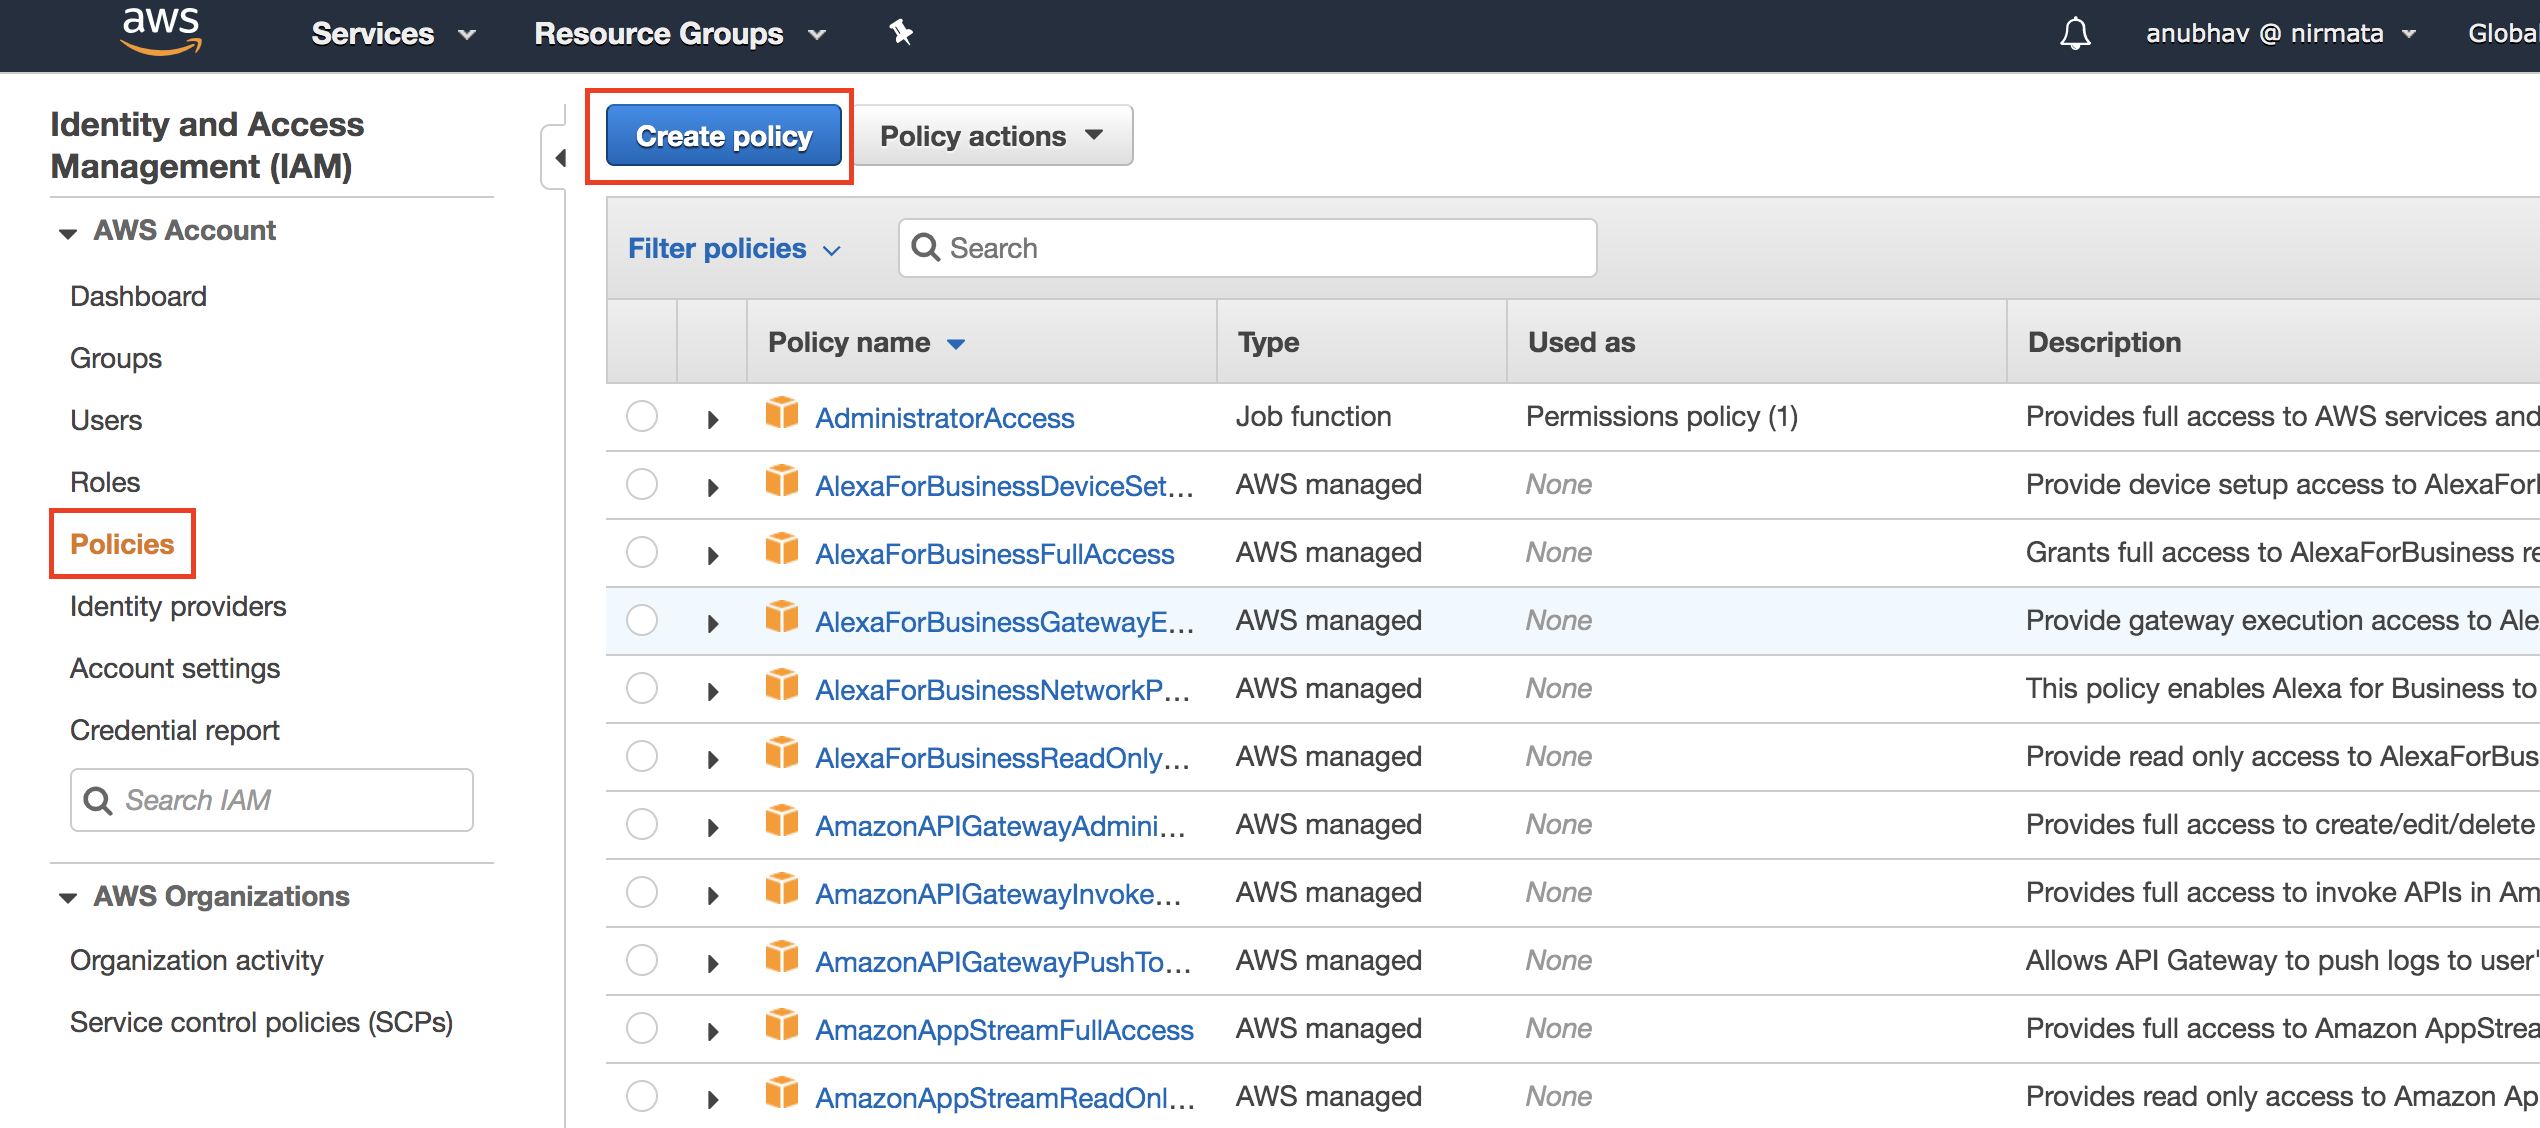 aws
Services
Resource Groups
anubhav @ nirmata
Global
Identity and Access
Management (IAM)
AWS Account
Dashboard
Groups
Users
Roles
Policies
Identity providers
Account settings
Credential report
Search IAM
AWS Organizations
Organization activity
Service control policies (SCPs)
Create policy
Policy actions
Filter policies
Search
Policy name Type Used as Description
AdministratorAccess Job function Permissions policy (1) Provides full access to AWS services and
AlexaForBusinessDeviceSet... AWS managed None Provide device setup access to AlexaFor
AlexaForBusinessFullAccess AWS managed None Grants full access to AlexaForBusiness re
AlexaForBusinessGatewayE... AWS managed None Provide gateway execution access to Ale
AlexaForBusinessNetworkP... AWS managed None This policy enables Alexa for Business to
AlexaForBusinessReadOnly... AWS managed None Provide read only access to AlexaForBus
AmazonAPIGatewayAdmini... AWS managed None Provides full access to create/edit/delete
AmazonAPIGatewayInvoke... AWS managed None Provides full access to invoke APIs in Am
AmazonAPIGatewayPushTo... AWS managed None Allows API Gateway to push logs to user'
AmazonAppStreamFullAccess AWS managed None Provides full access to Amazon AppStrea
AmazonAppStreamReadOnl... AWS managed None Provides read only access to Amazon Ap